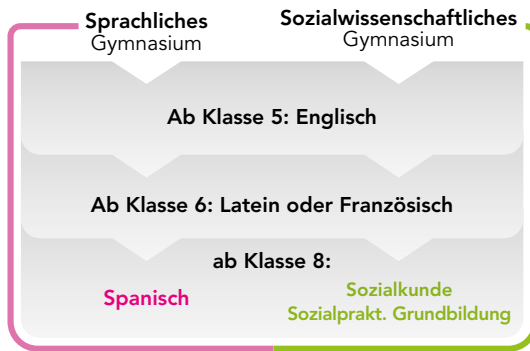 Sprachliches
Gymnasium
Sozialwissenschaftliches
Gymnasium
Ab Klasse 5: Englisch
Ab Klasse 6: Latein oder Französisch
ab Klasse 8:
Spanisch
Sozialkunde
Sozialprakt. Grundbildung